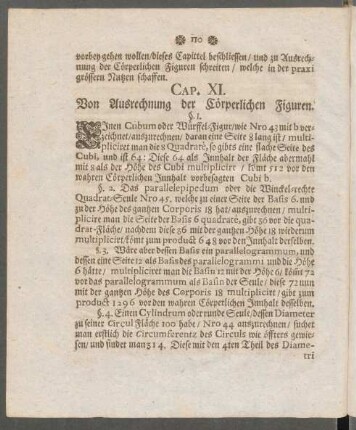 110
vorbey gehen wollen/dieses Capittel beschliessen/ und zu Ausrech-
nung der Cörperlichen Figuren schreiten/ welche in der praxi
grössern Nutzen schaffen.
CAP. XI.
Von Ausrechnung der Cörperlichen Figuren.
§ 1.
EInen Cubum oder Würffel-Figur/wie Nro 43 mit b ver-
zeichnet/auszrechnen/ daran eine Seite 8 lang ist/ multi-
pliciret man die 8 Quadratè, so gibts eine flache Seite des
Cubi, und ist 64: Diese 64 als Innhalt der Fläche abermahl
mit 8 als der Höhe des Cubi multipliciret / kömt 512 vor den
wahren Cörperlichen Innhalt vorbesagten Cubi b.
§. 2. Das parallelepipedum oder die Winckel-rechte
Quadrat-Seule Nro 45, welche zu einer Seite der Basis 6. und
zu der Höhe des gantzen Corporis 18 hat/auszrechnen/ multi-
pliciret man die Seite der Basis 6 quadratè, gibt 36 vor die qua-
drat-Fläche/ nachdem diese 36 mit der gantzen Höhe 18 wiederum
multipliciret/kömt zum product 648 vor den Innhalt derselben.
§. 3. Wäre aber dessen Basis ein parallelogrammum, und
dessen eine Seite 12 als Basis des parallelogrammi und die Höhe
6 hätte/ multipliciret man die Basin 12 mit der Höhe 6/ kömt 72
vor das parallelogrammum als Basin der Seule/ diese 72 nun
mit der gantzen Höhe des Corporis 18 multipliciret/ gibt zum
product 1296 vor den wahren Cörperlichen Innhalt desselben.
§. 4. Einen Cylindrum oder runde Seule/dessen Diameter
zu seiner Circul Fläche 100 habe/ Nro 44 auszrechnen/ suchet
man erstlich die Circumferentz des Circuls wie öffters gewie-
sen/ und findet man 314. Diese mit den 4ten Theil des Diame-
tri